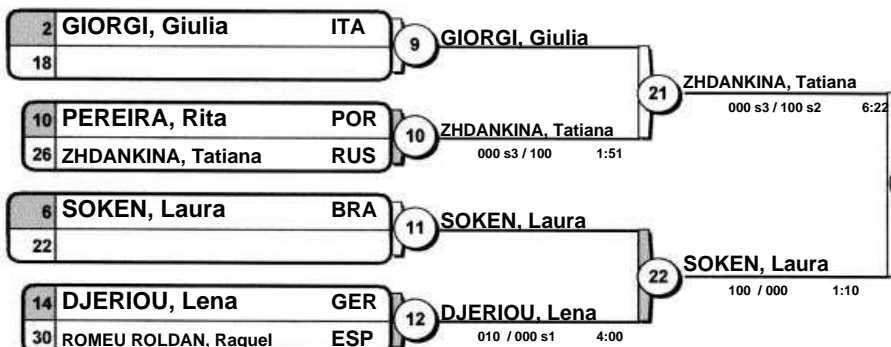 2 GIORGI, Giulia ITA
18
9 GIORGI, Giulia
10 PEREIRA, Rita POR
26 ZHDANKINA, Tatiana RUS
10 ZHDANKINA, Tatiana
000 s3 / 100 1:51
21 ZHDANKINA, Tatiana
000 s3 / 100 s2 6:22
6 SOKEN, Laura BRA
22
11 SOKEN, Laura
14 DJERIOU, Lena GER
30 ROMEU ROLDAN, Raquel ESP
12 DJERIOU, Lena
010 / 000 s1 4:00
22 SOKEN, Laura
100 / 000 1:10